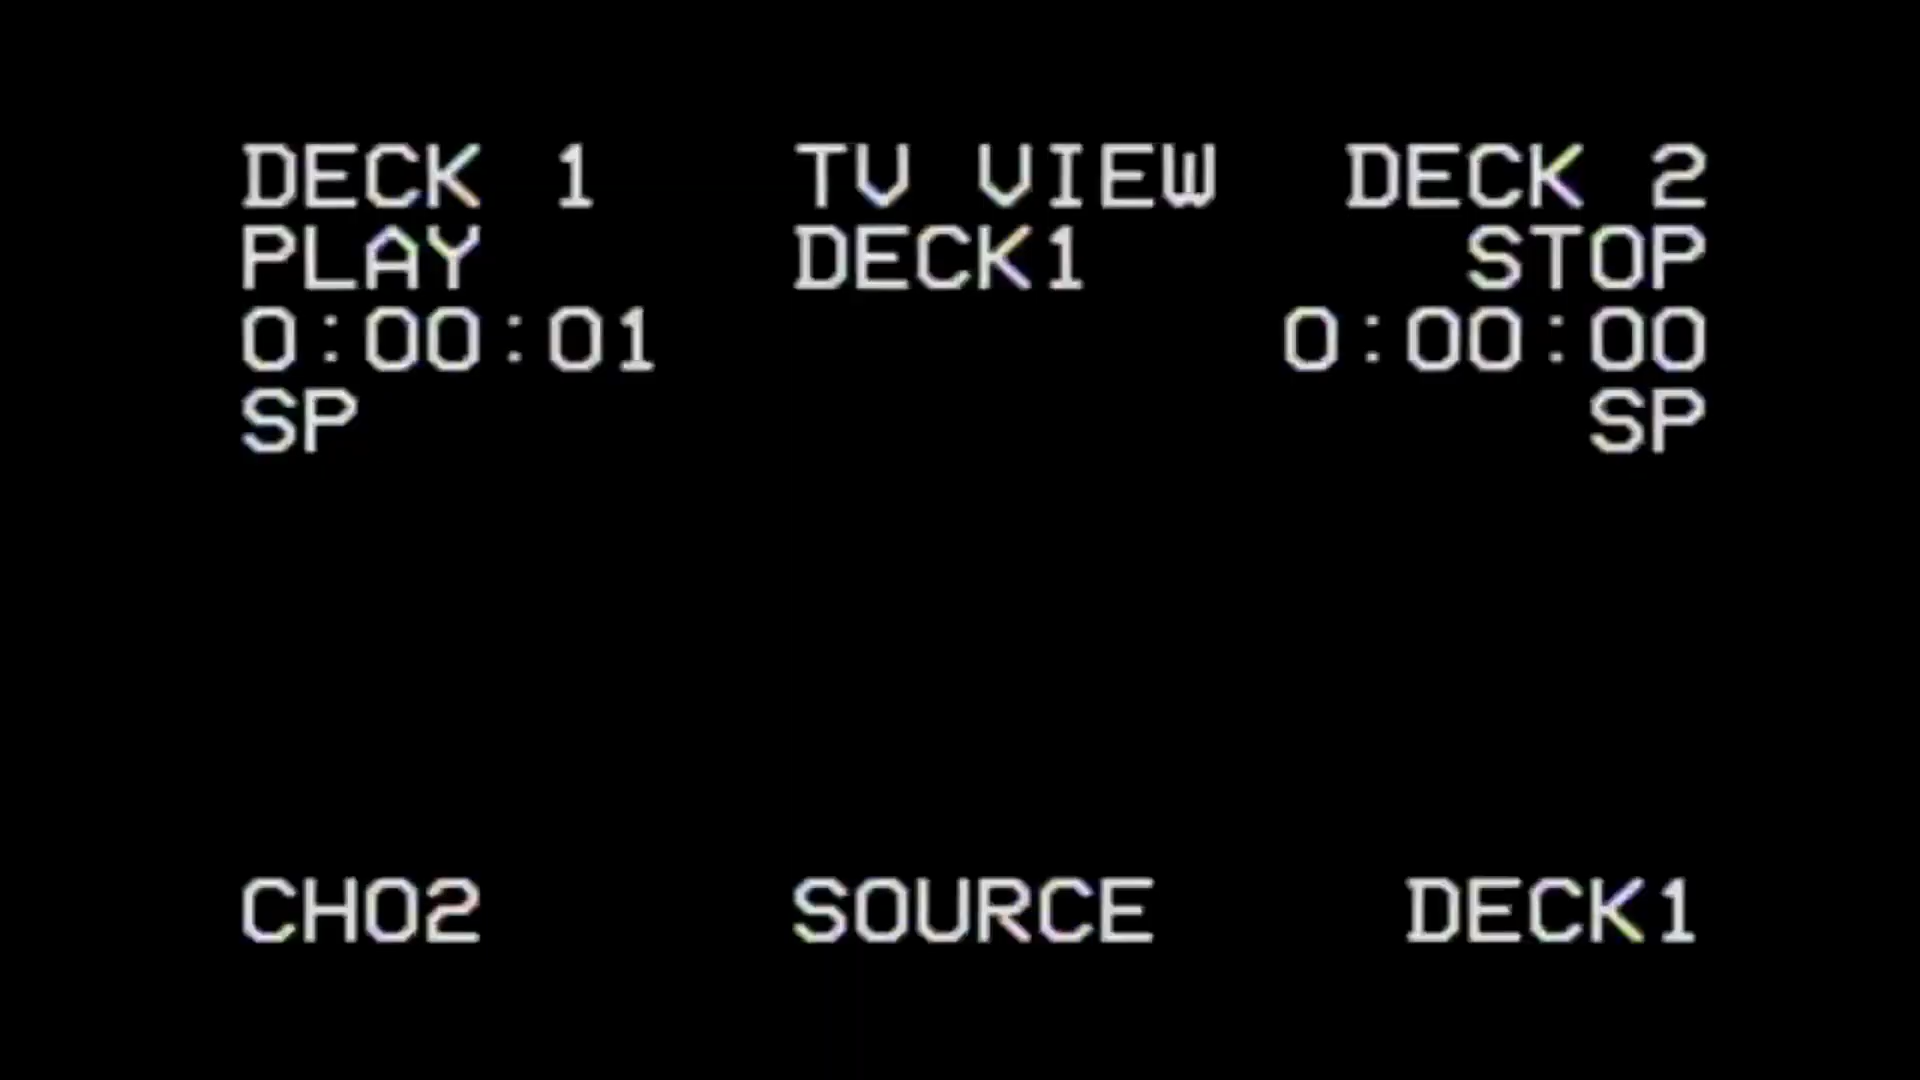 DECK 1 TV VIEW DECK 2
PLAY DECK1 STOP
0:00:01 0:00:00
SP SP
CH02 SOURCE DECK1